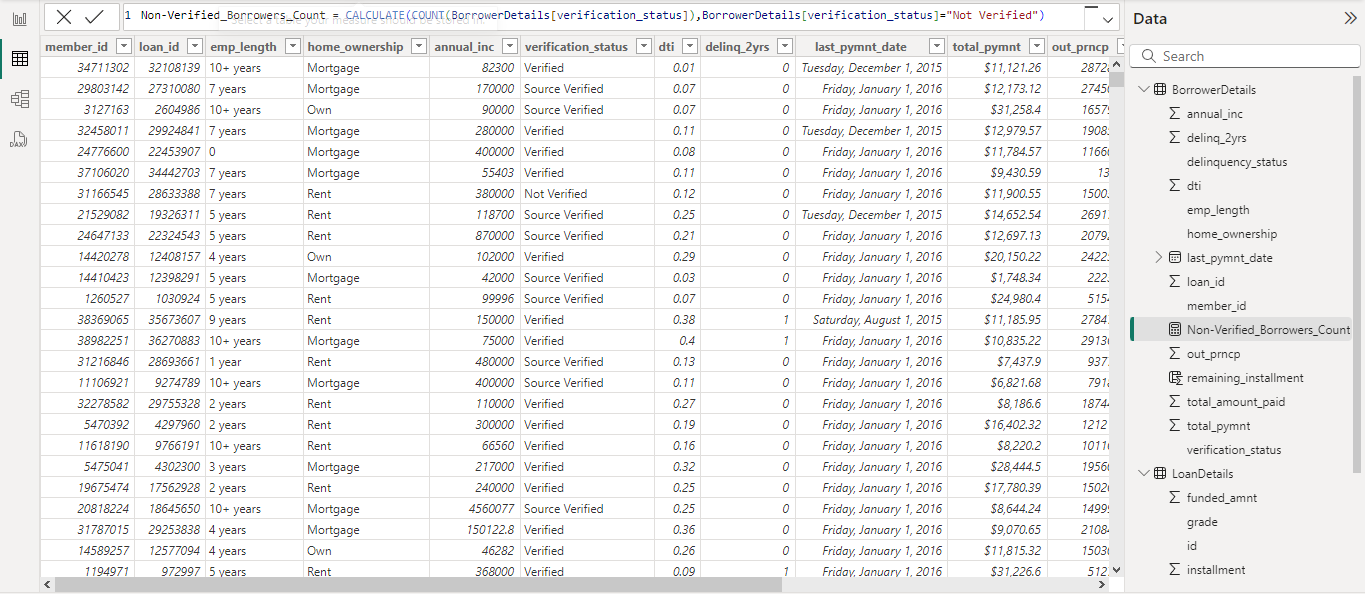 1 Non-Verified_Borrowers_Count = CALCULATE(COUNT(BorrowerDetails[verification_status]),BorrowerDetails[verification_status]="Not Verified")
Select a table your measure should be stored in.
member_id loan_id emp_length home_ownership annual_inc verification_status dti delinq_2yrs last_pymnt_date total_pymnt out_prncp
34711302 32108139 10+ years Mortgage 82300 Verified 0.01 0 Tuesday, December 1, 2015 $11,121.26
29803142 27310080 7 years Mortgage 170000 Source Verified 0.07 0 Friday, January 1, 2016 $12,173.12
3127163 2604986 10+ years Own 90000 Source Verified 0.07 0 Friday, January 1, 2016 $31,258.4
32458011 29924841 7 years Mortgage 280000 Verified 0.11 0 Tuesday, December 1, 2015 $12,979.57
24776600 22453907 0 Mortgage 400000 Verified 0.08 0 Friday, January 1, 2016 $11,784.57
37106020 34442703 7 years Mortgage 55403 Verified 0.11 0 Friday, January 1, 2016 $9,430.59
31166545 28633388 7 years Rent 380000 Not Verified 0.12 0 Friday, January 1, 2016 $11,900.55
21529082 19326311 5 years Rent 118700 Source Verified 0.25 0 Tuesday, December 1, 2015 $14,652.54
24647133 22324543 5 years Rent 870000 Source Verified 0.21 0 Friday, January 1, 2016 $12,697.13
14420278 12408157 4 years Own 102000 Verified 0.29 0 Friday, January 1, 2016 $20,150.22
14410423 12398291 5 years Mortgage 42000 Source Verified 0.03 0 Friday, January 1, 2016 $1,748.34
1260527 1030924 5 years Rent 99996 Source Verified 0.07 0 Friday, January 1, 2016 $24,980.4
38369065 35673607 9 years Rent 150000 Verified 0.38 1 Saturday, August 1, 2015 $11,185.95
38982251 36270883 10+ years Mortgage 75000 Verified 0.4 1 Friday, January 1, 2016 $10,835.22
31216846 28693661 1 year Rent 480000 Source Verified 0.13 0 Friday, January 1, 2016 $7,437.9
11106921 9274789 10+ years Mortgage 400000 Source Verified 0.11 0 Friday, January 1, 2016 $6,821.68
32278582 29755328 2 years Rent 110000 Verified 0.27 0 Friday, January 1, 2016 $8,186.6
5470392 4297960 2 years Rent 300000 Verified 0.19 0 Friday, January 1, 2016 $16,402.32
11618190 9766191 10+ years Rent 66560 Verified 0.16 0 Friday, January 1, 2016 $8,220.2
5475041 4302300 3 years Mortgage 217000 Verified 0.32 0 Friday, January 1, 2016 $28,444.5
19675474 17562928 2 years Rent 240000 Verified 0.25 0 Friday, January 1, 2016 $17,780.39
20818224 18645650 10+ years Mortgage 4560077 Source Verified 0.25 0 Friday, January 1, 2016 $8,644.24
31787015 29253838 4 years Mortgage 150122.8 Verified 0.36 0 Friday, January 1, 2016 $9,070.65
14589257 12577094 4 years Own 46282 Verified 0.26 0 Friday, January 1, 2016 $11,815.32
1194971 972997 5 years Rent 368000 Verified 0.09 1 Friday, January 1, 2016 $31,226.6
Data
Search
BorrowerDetails
annual_inc
delinq_2yrs
delinquency_status
dti
emp_length
home_ownership
last_pymnt_date
loan_id
member_id
Non-Verified_Borrowers_Count
out_prncp
remaining_installment
total_amount_paid
total_pymnt
verification_status
LoanDetails
funded_amnt
grade
id
installment